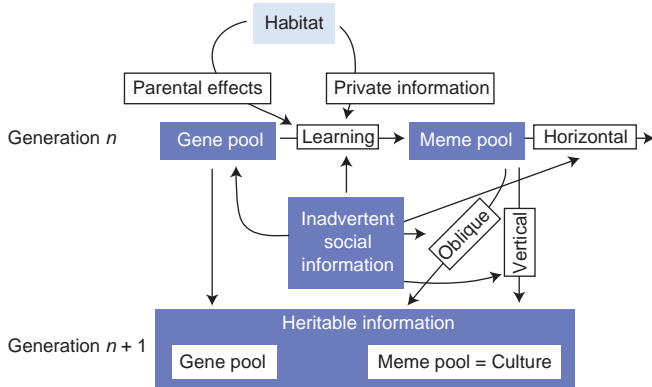 Habitat
Parental effects
Private information
Generation n
Gene pool
Learning
Meme pool
Horizontal
Inadvertent
social
information
Oblique
Vertical
Heritable information
Generation n + 1
Gene pool
Meme pool = Culture